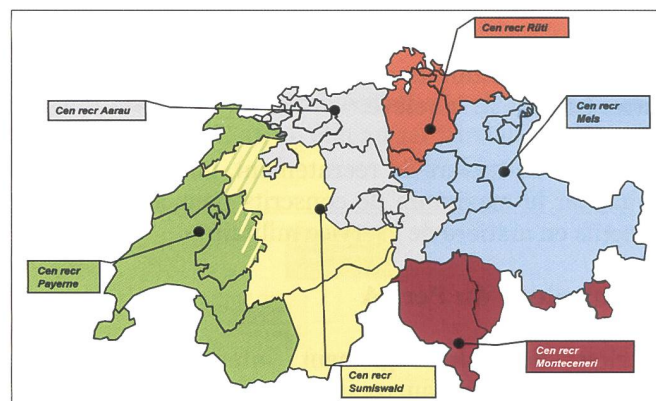 Cen recr Rüti
Cen recr Aarau
Cen recr
Mels
Cen recr
Payerne
Cen recr
Sumiswald
Cen recr
Monteceneri